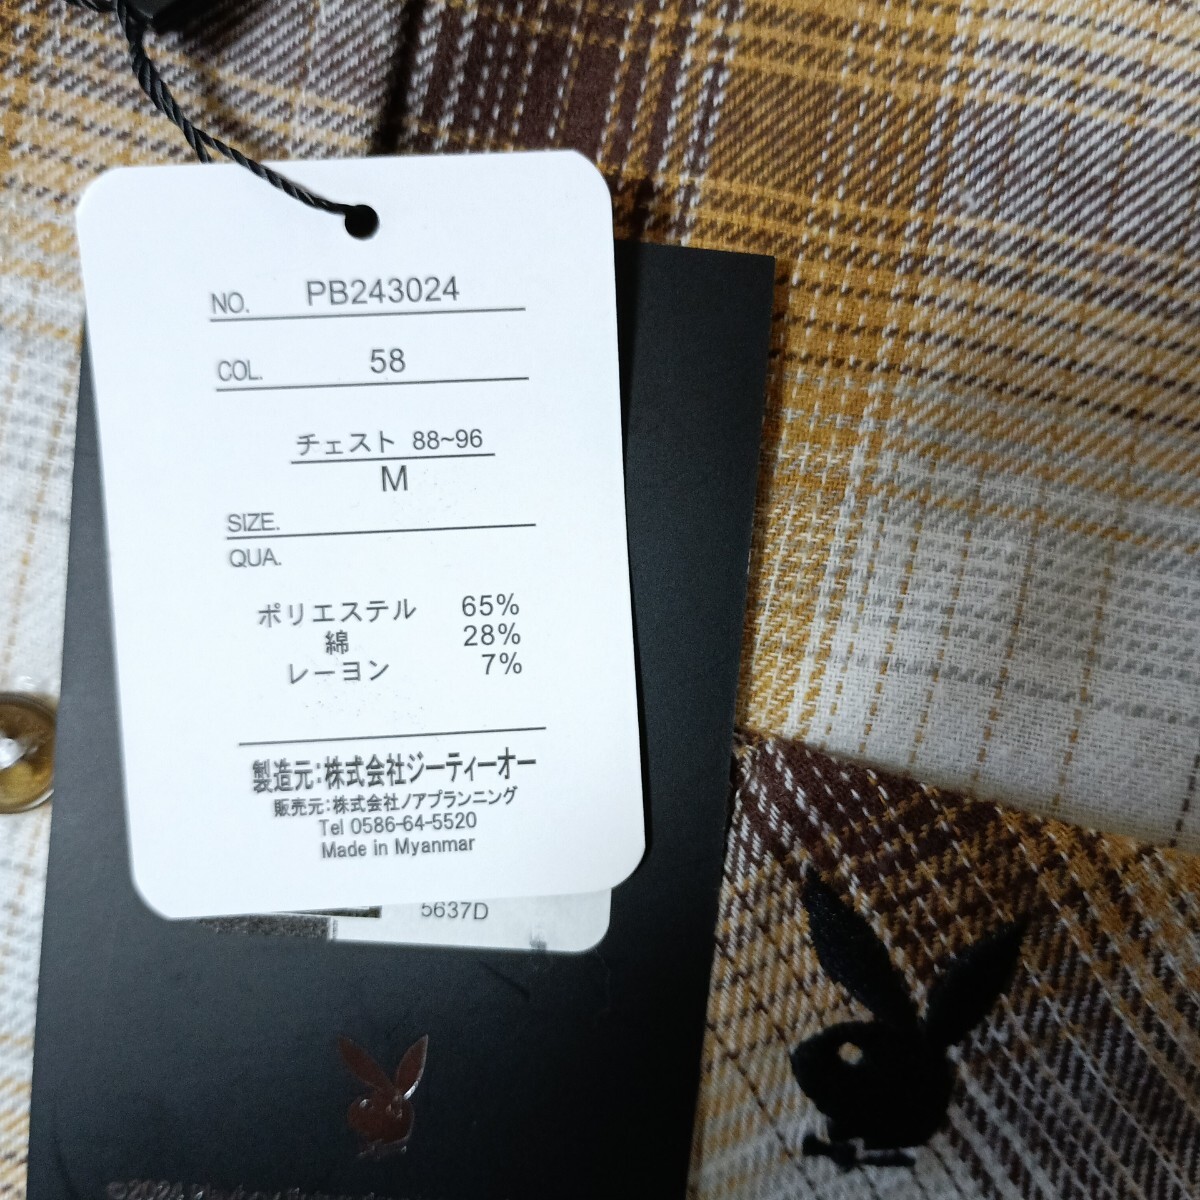 NO. PB243024
COL. 58
チェスト 88~96
M
SIZE.
QUA.
ポリエステル 65%
綿 28%
レーヨン 7%
製造元:株式会社ジーティーオー
販売元:株式会社ノアプランニング
Tel 0586-64-5520
Made in Myanmar
5637D
©2024 Playboy